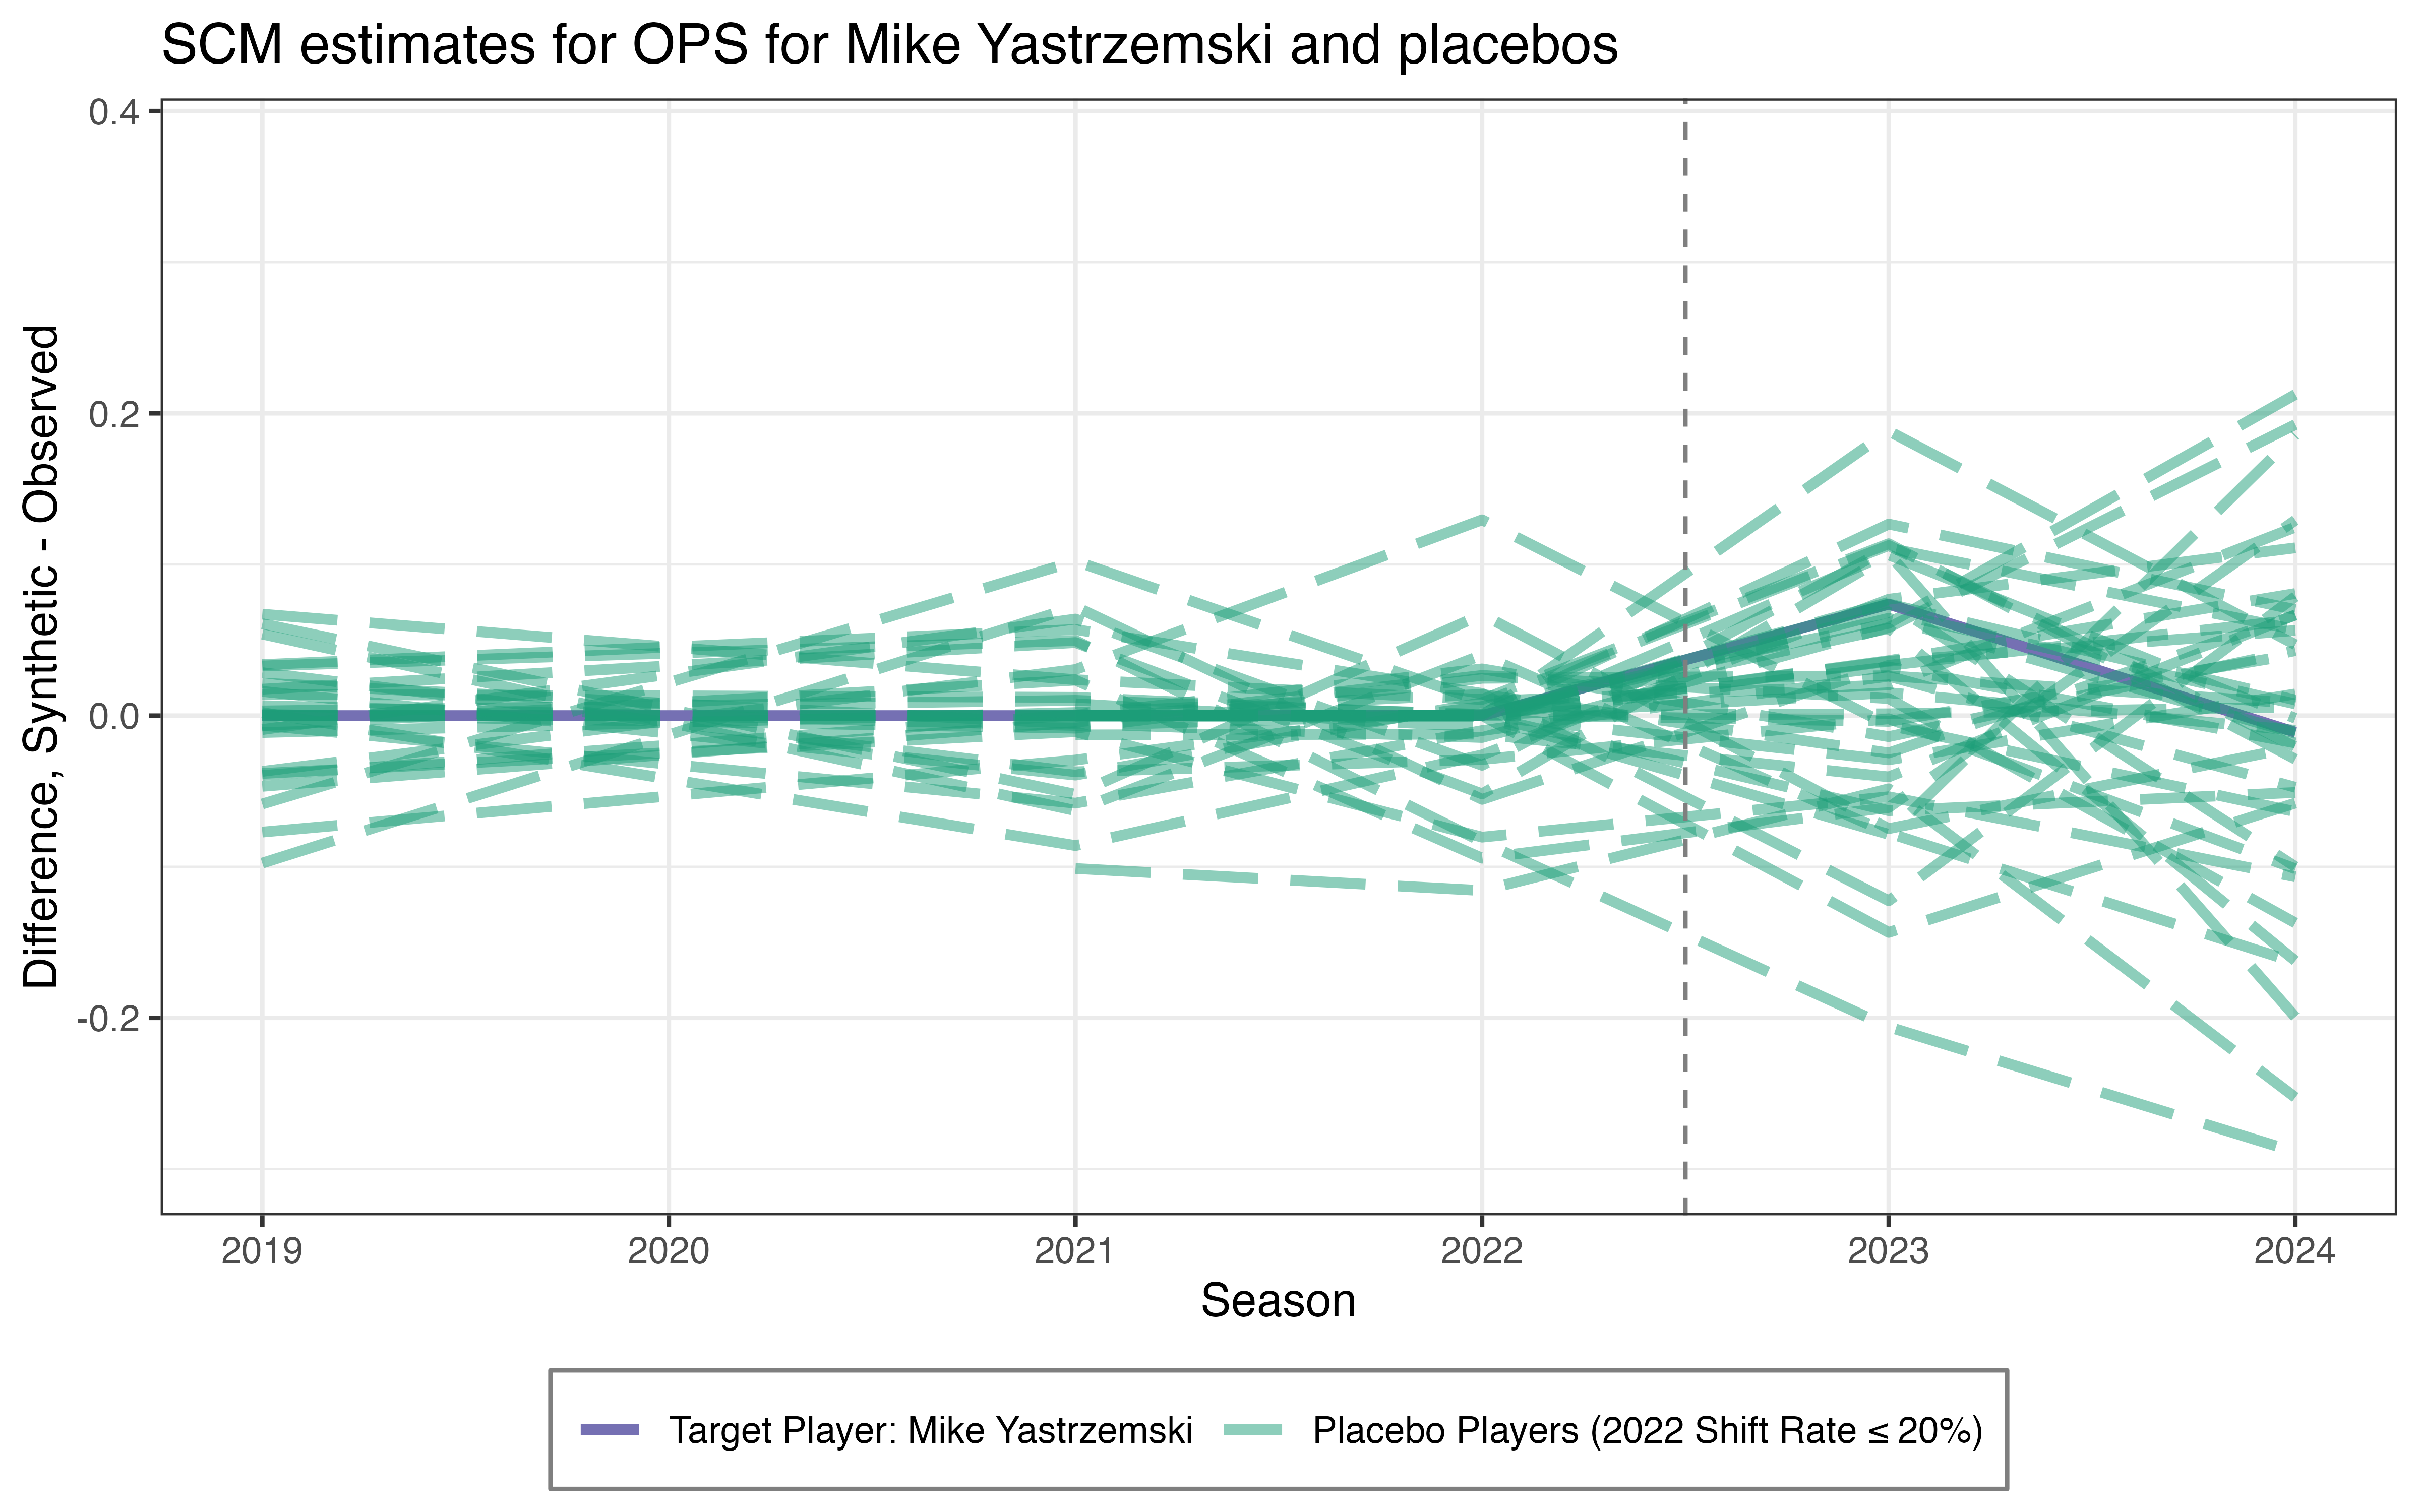 SCM estimates for OPS for Mike Yastrzemski and placebos
Difference, Synthetic - Observed
0.4
0.2
0.0
-0.2
2019 2020 2021 2022 2023 2024
Season
Target Player: Mike Yastrzemski Placebo Players (2022 Shift Rate ≤ 20%)